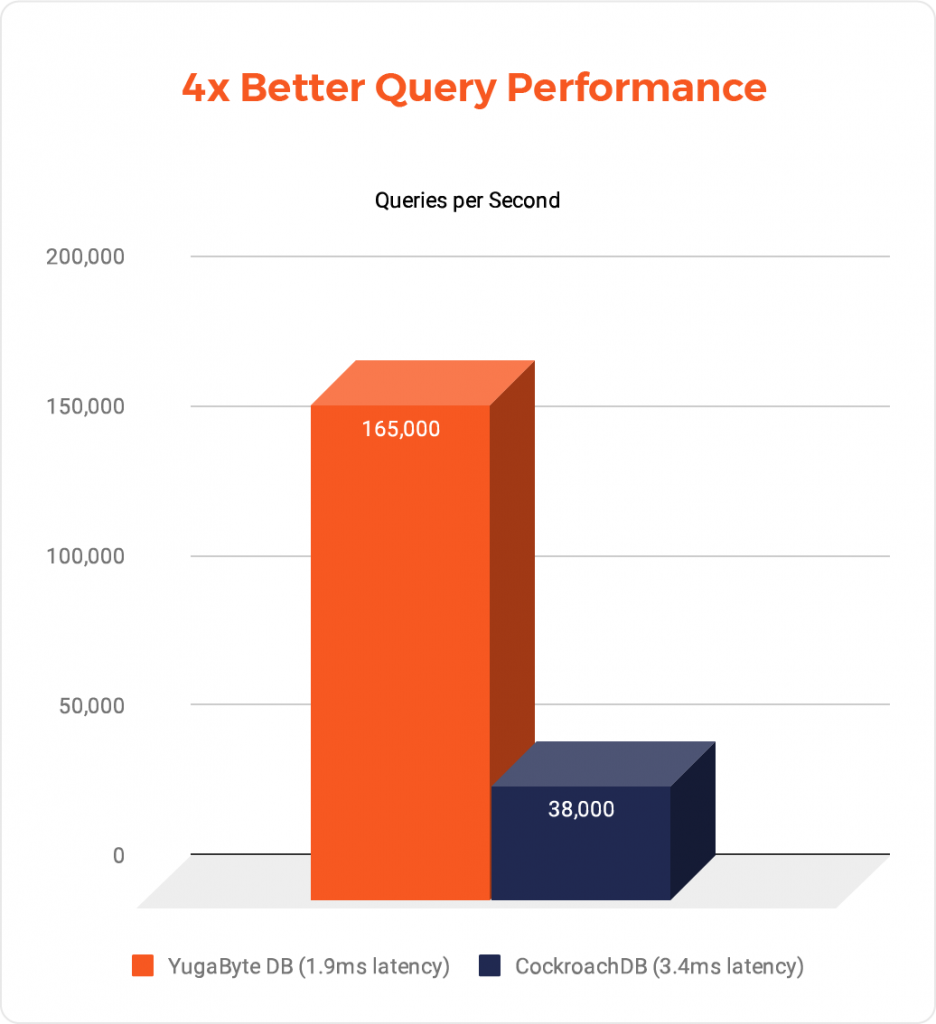 4x Better Query Performance
Queries per Second
200,000
150,000
165,000
100,000
50,000
38,000
0
YugaByte DB (1.9ms latency) CockroachDB (3.4ms latency)